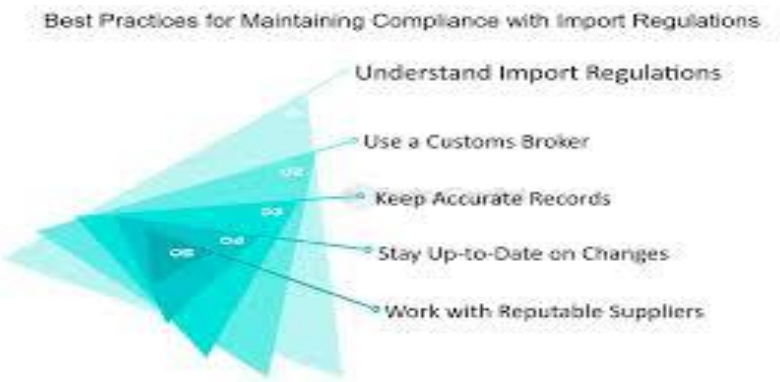 Best Practices for Maintaining Compliance with Import Regulations
Understand Import Regulations
Use a Customs Broker
Keep Accurate Records
Stay Up-to-Date on Changes
Work with Reputable Suppliers